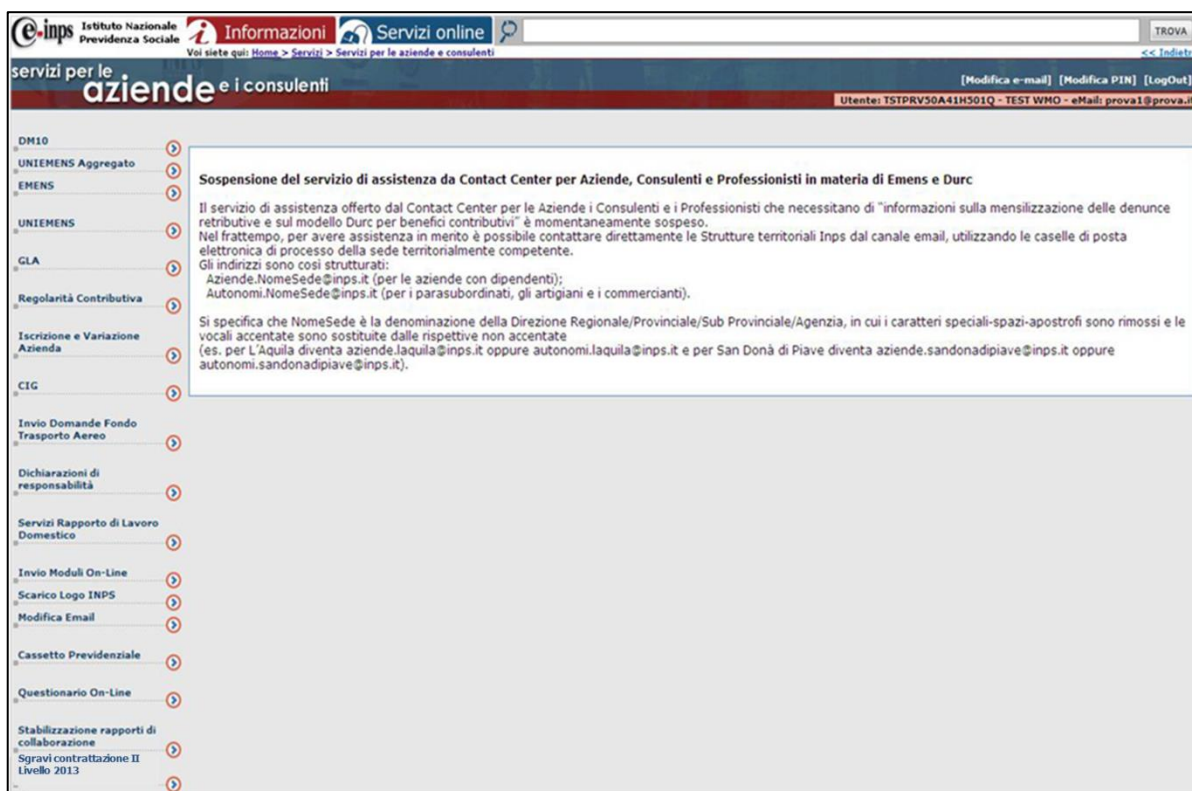 e-inps Istituto Nazionale
Previdenza Sociale
Informazioni
Servizi online
TROVA
Voi siete qui: Home > Servizi > Servizi per le aziende e consulenti
<< Indietr
servizi per le
aziende e i consulenti
[Modifica e-mail] [Modifica PIN] [LogOut]
Utente: TSTPRV50A41H501Q - TEST WMO - eMail: prova1@prova.it
DM10
UNIEMENS Aggregato
EMENS
UNIEMENS
GLA
Regolarità Contributiva
Iscrizione e Variazione
Azienda
CIG
Invio Domande Fondo
Trasporto Aereo
Dichiarazioni di
responsabilità
Servizi Rapporto di Lavoro
Domestico
Invio Moduli On-Line
Scarico Logo INPS
Modifica Email
Cassetto Previdenziale
Questionario On-Line
Stabilizzazione rapporti di
collaborazione
Sgravi contrattazione II
Livello 2013
Sospensione del servizio di assistenza da Contact Center per Aziende, Consulenti e Professionisti in materia di Emens e Durc
Il servizio di assistenza offerto dal Contact Center per le Aziende i Consulenti e i Professionisti che necessitano di "informazioni sulla mensilizzazione delle denunce
retributive e sul modello Durc per benefici contributivi" è momentaneamente sospeso.
Nel frattempo, per avere assistenza in merito è possibile contattare direttamente le Strutture territoriali Inps dal canale email, utilizzando le caselle di posta
elettronica di processo della sede territorialmente competente.
Gli indirizzi sono così strutturati:
Aziende.NomeSede@inps.it (per le aziende con dipendenti);
Autonomi.NomeSede@inps.it (per i parasubordinati, gli artigiani e i commercianti).
Si specifica che NomeSede è la denominazione della Direzione Regionale/Provinciale/Sub Provinciale/Agenzia, in cui i caratteri speciali-spazi-apostrofi sono rimossi e le
vocali accentate sono sostituite dalle rispettive non accentate
(es. per L'Aquila diventa aziende.laquila@inps.it oppure autonomi.laquila@inps.it e per San Donà di Piave diventa aziende.sandonadipiave@inps.it oppure
autonomi.sandonadipiave@inps.it).